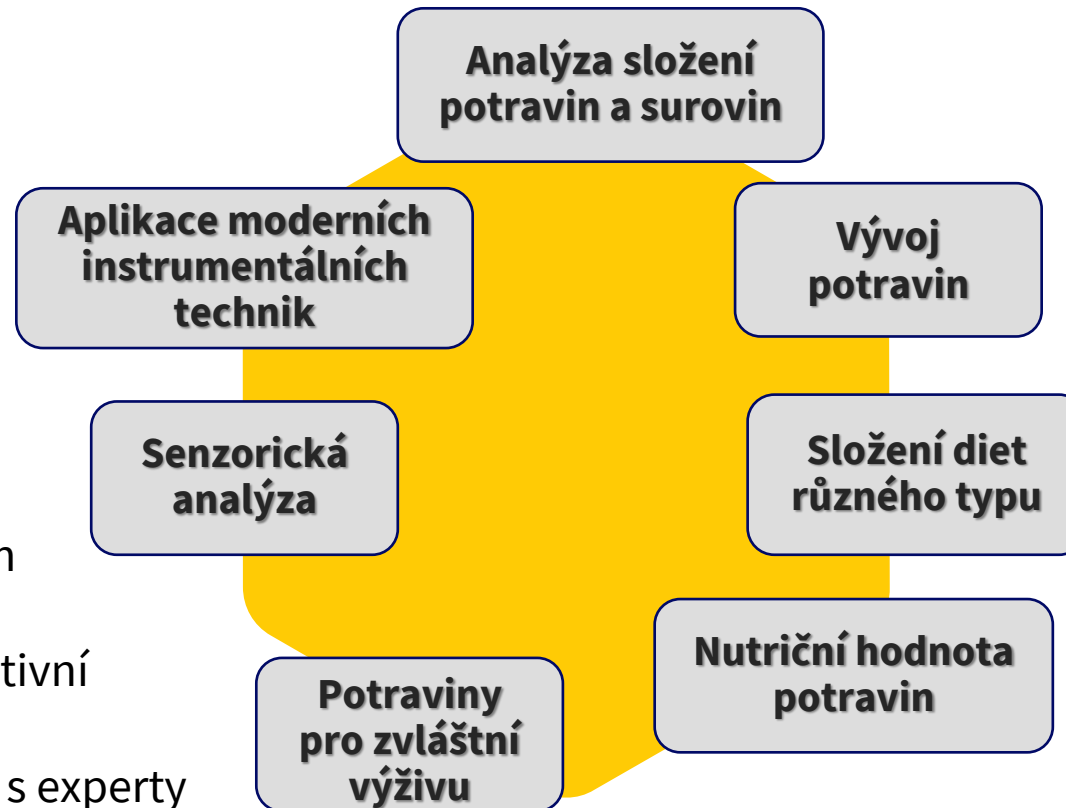 Analýza složení
potravin a surovin
Aplikace moderních
instrumentálních
technik
Vývoj
potravin
Senzorická
analýza
Složení diet
různého typu
Nutriční hodnota
potravin
Potraviny
pro zvláštní
výživu
s experty